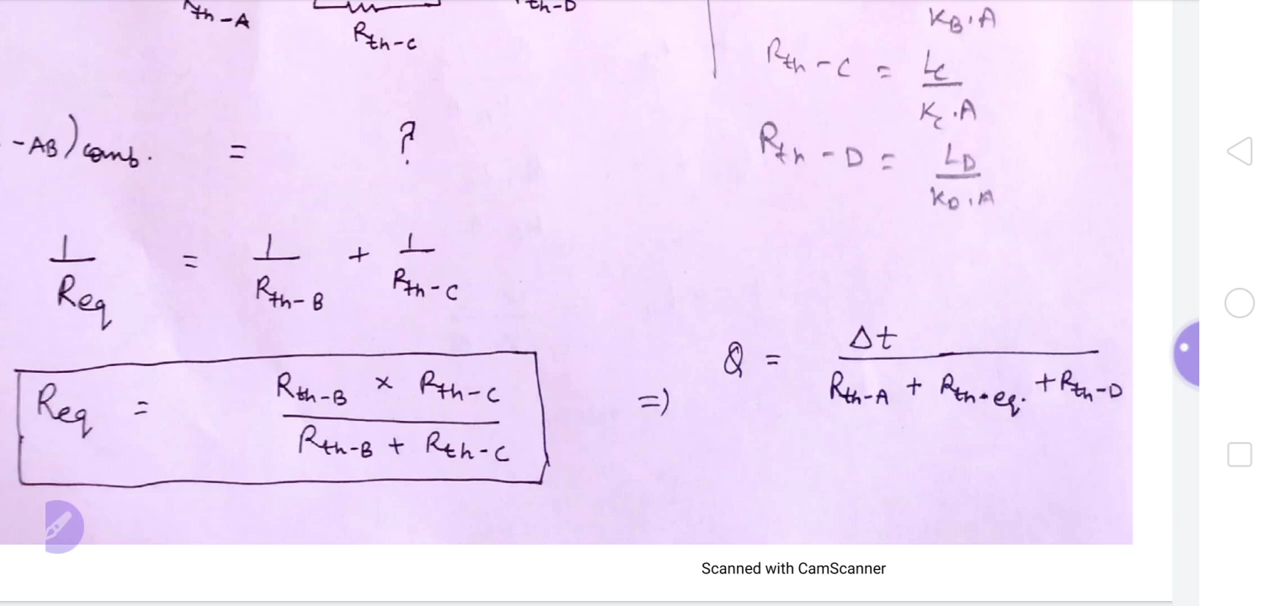 Rth-A
Rth-C
th-D
KB.A
Rth-C = LC
KC.A
Rth-D = LD
KD.A
-AB) comb. = ?
1 = 1 + 1
Req Rth-B Rth-C
Req = Rth-B × Rth-C
Rth-B + Rth-C
=) Q = Δt
Rth-A + Rth-eq. + Rth-D
Scanned with CamScanner